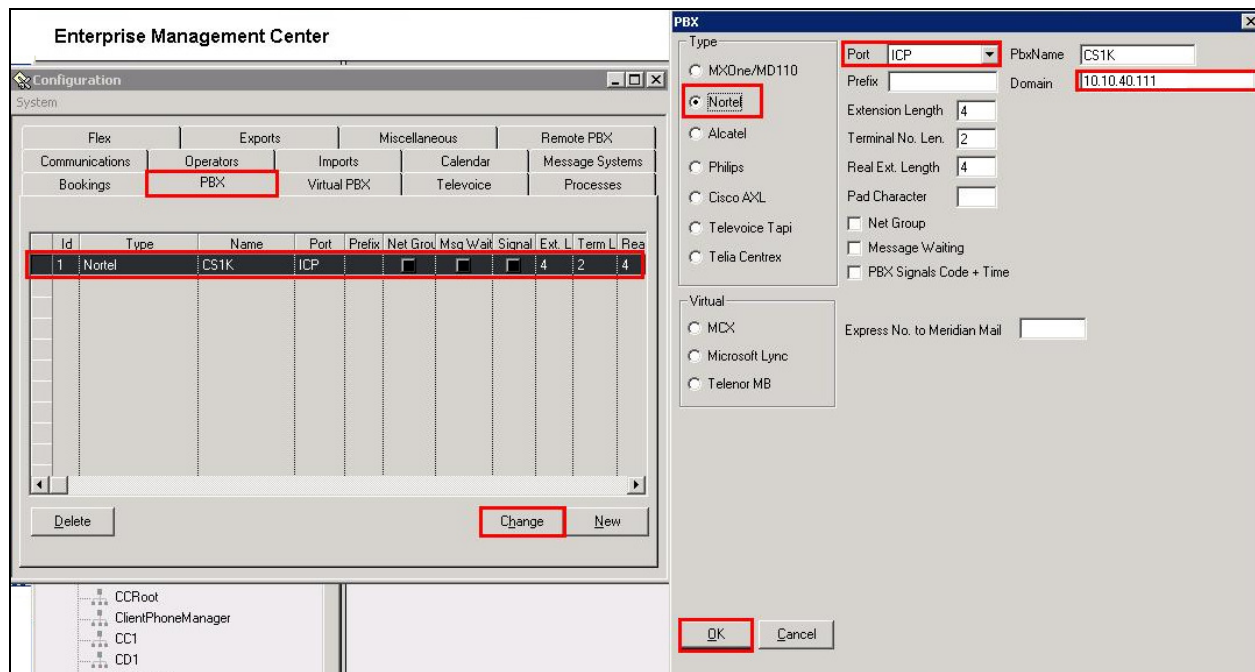 Enterprise Management Center
Configuration
System
Flex Exports Miscellaneous Remote PBX
Communications Operators Imports Calendar Message Systems
Bookings PBX Virtual PBX Televoice Processes
Id Type Name Port Prefix Net Grou Msg Wait Signal Ext. L Term L Rea
1 Nortel CS1K ICP 4 2 4
Delete Change New
CCRoot
ClientPhoneManager
CC1
CD1
PBX
Type
MXOne/MD110
Nortel
Alcatel
Philips
Cisco AXL
Televoice Tapi
Telia Centrex
Virtual
MCX
Microsoft Lync
Telenor MB
Port ICP PbxName CS1K
Prefix Domain 10.10.40.111
Extension Length 4
Terminal No. Len. 2
Real Ext. Length 4
Pad Character
Net Group
Message Waiting
PBX Signals Code + Time
Express No. to Meridian Mail
OK Cancel